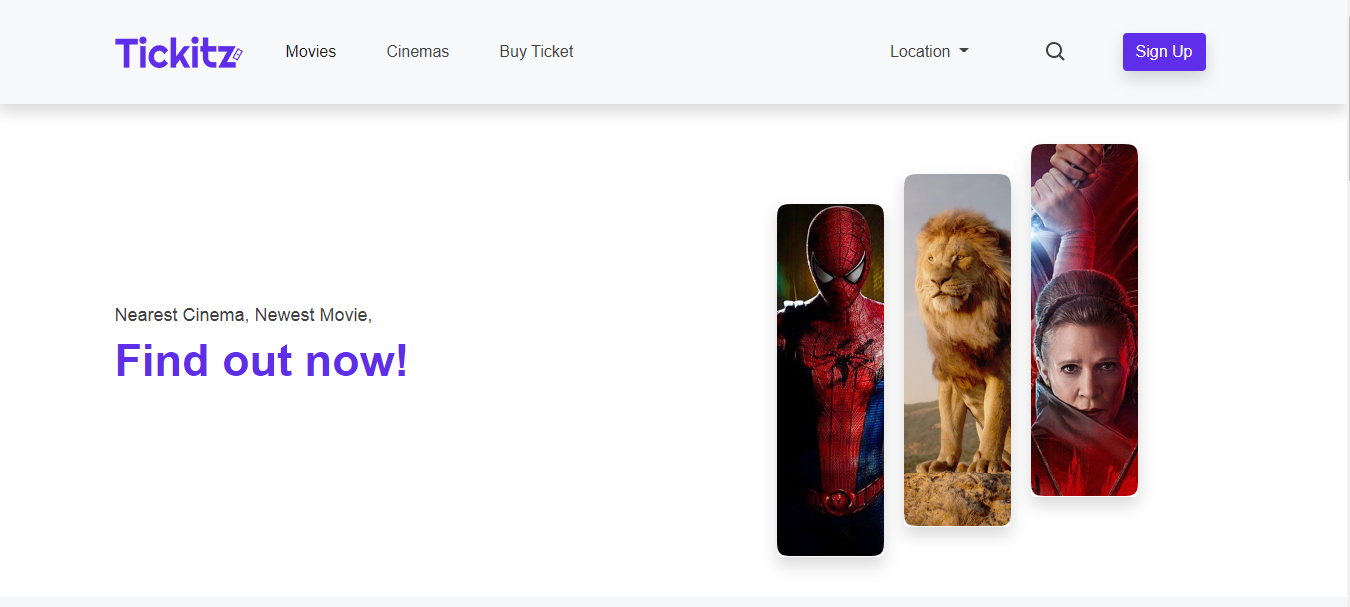 Tickitz Movies Cinemas Buy Ticket Location Sign Up
Nearest Cinema, Newest Movie,
Find out now!